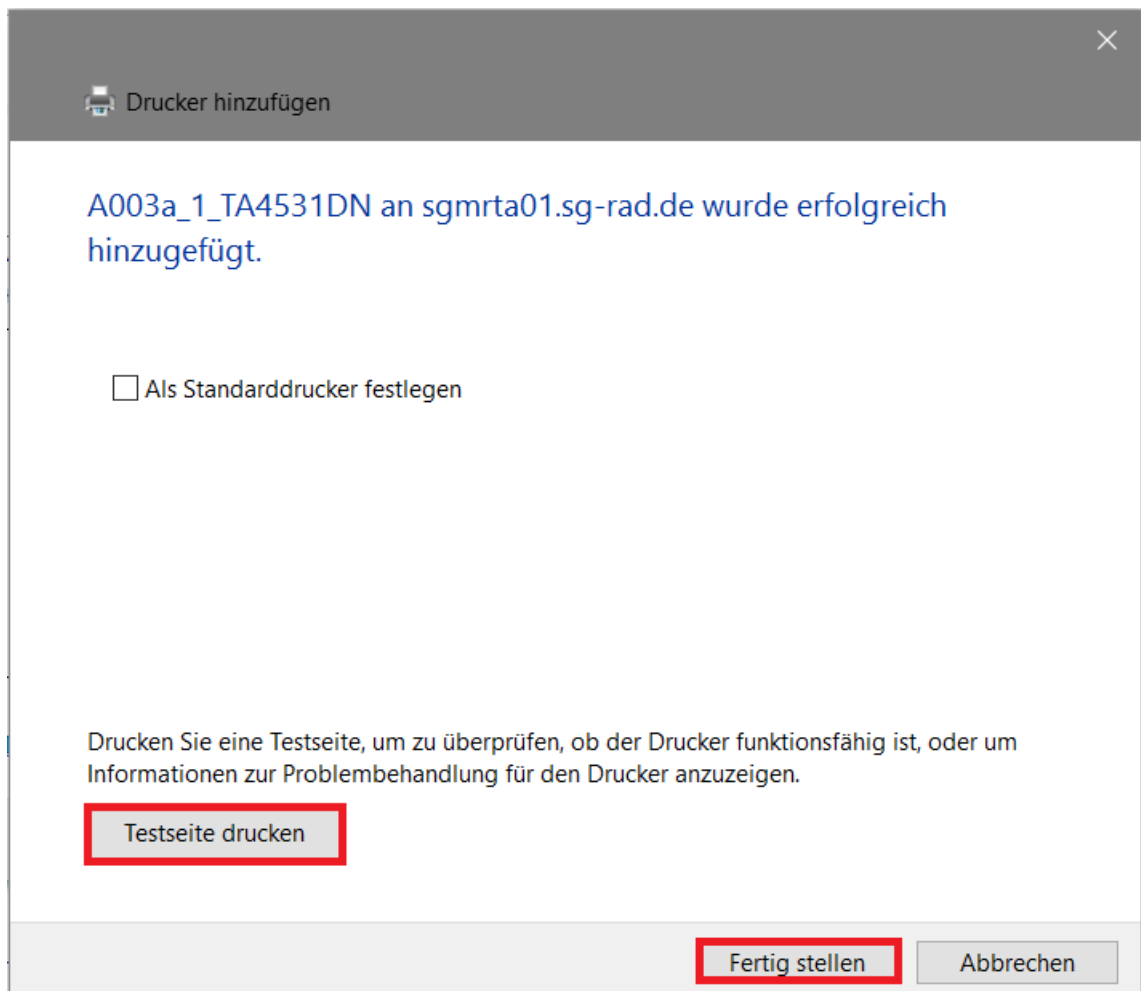 Drucker hinzufügen
A003a_1_TA4531DN an sgmrta01.sg-rad.de wurde erfolgreich
hinzugefügt.
Als Standarddrucker festlegen
Drucken Sie eine Testseite, um zu überprüfen, ob der Drucker funktionsfähig ist, oder um
Informationen zur Problembehandlung für den Drucker anzuzeigen.
Testseite drucken
Fertig stellen
Abbrechen